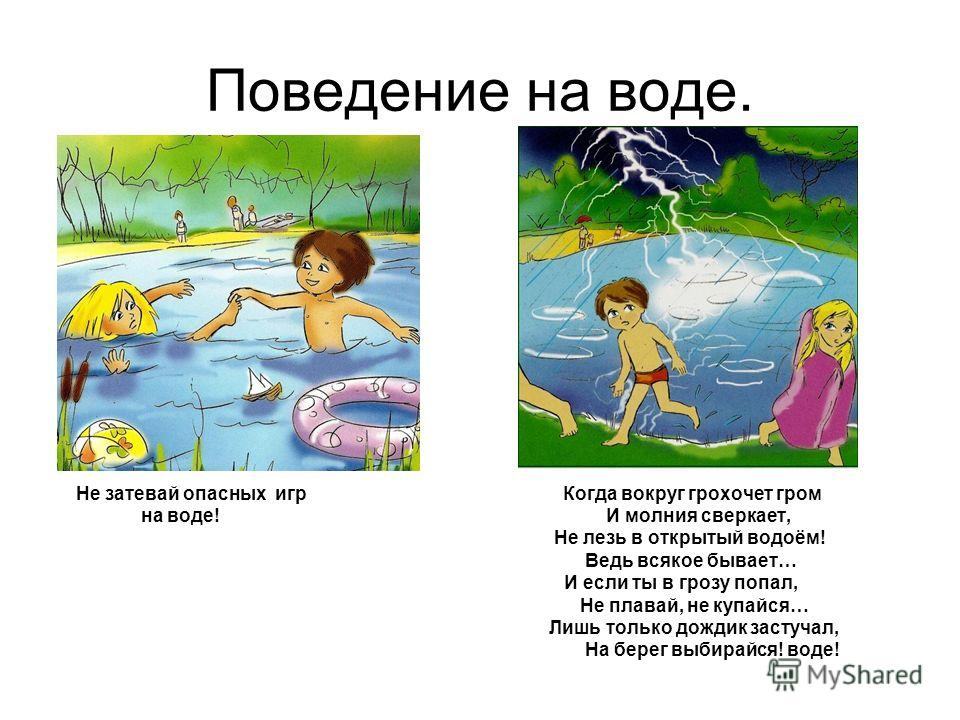 Поведение на воде.
Не затевай опасных игр
на воде!
Когда вокруг грохочет гром
И молния сверкает,
Не лезь в открытый водоём!
Ведь всякое бывает…
И если ты в грозу попал,
Не плавай, не купайся…
Лишь только дождик застучал,
На берег выбирайся! воде!
MyShared